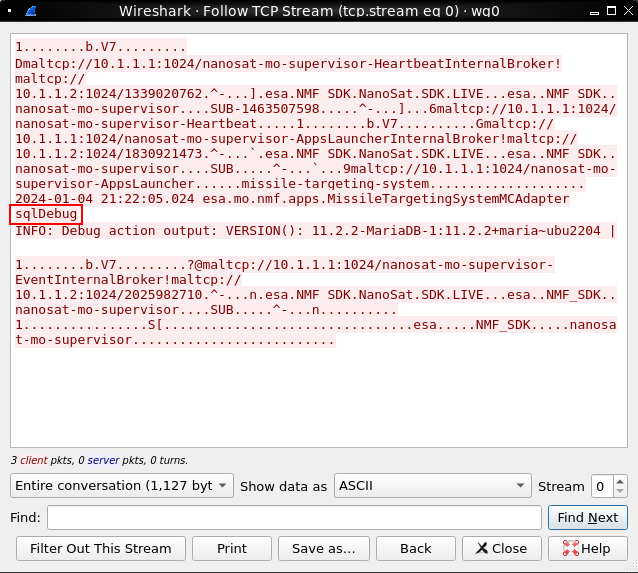 Wireshark · Follow TCP Stream (tcp.stream eq 0) · wg0
1........b.V7.........
Dmaltcp://10.1.1.1:1024/nanosat-mo-supervisor-HeartbeatInternalBroker!
maltcp://
10.1.1.2:1024/1339020762.^-...].esa.NMF SDK.NanoSat.SDK.LIVE...esa..NMF SDK..
nanosat-mo-supervisor....SUB-1463507598.....^-...]...6maltcp://10.1.1.1:1024/
nanosat-mo-supervisor-Heartbeat.....1........b.V7..........Gmaltcp://
10.1.1.1:1024/nanosat-mo-supervisor-AppsLauncherInternalBroker!maltcp://
10.1.1.2:1024/1830921473.^-...`.esa.NMF SDK.NanoSat.SDK.LIVE...esa..NMF SDK..
nanosat-mo-supervisor....SUB.....^-...`...9maltcp://10.1.1.1:1024/nanosat-mo-
supervisor-AppsLauncher......missile-targeting-system....................
2024-01-04 21:22:05.024 esa.mo.nmf.apps.MissileTargetingSystemMCAdapter
sqlDebug
INFO: Debug action output: VERSION(): 11.2.2-MariaDB-1:11.2.2+maria~ubu2204 |
1........b.V7.........?@maltcp://10.1.1.1:1024/nanosat-mo-supervisor-
EventInternalBroker!maltcp://
10.1.1.2:1024/2025982710.^-...n.esa.NMF SDK.NanoSat.SDK.LIVE...esa..NMF_SDK..
nanosat-mo-supervisor....SUB.....^-...n..........
1...............S[...............................esa.....NMF_SDK.....nanosa
t-mo-supervisor..........................
3 client pkts, 0 server pkts, 0 turns.
Entire conversation (1,127 byt Show data as ASCII Stream 0
Find: Find Next
Filter Out This Stream Print Save as… Back Close Help